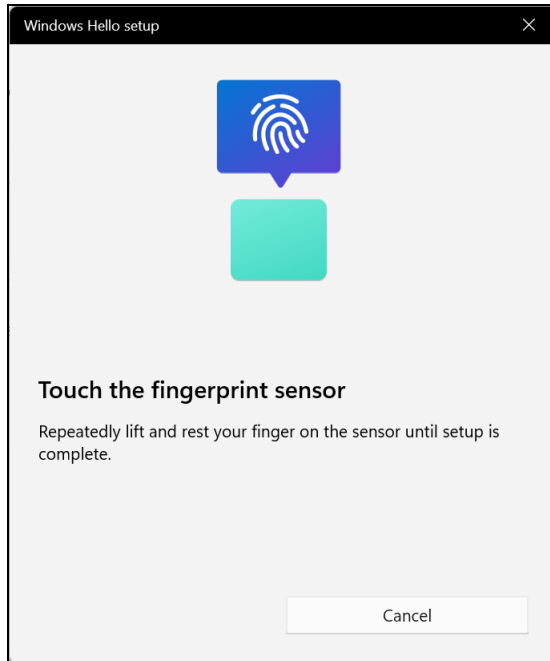 Windows Hello setup
Touch the fingerprint sensor
Repeatedly lift and rest your finger on the sensor until setup is
complete.
Cancel